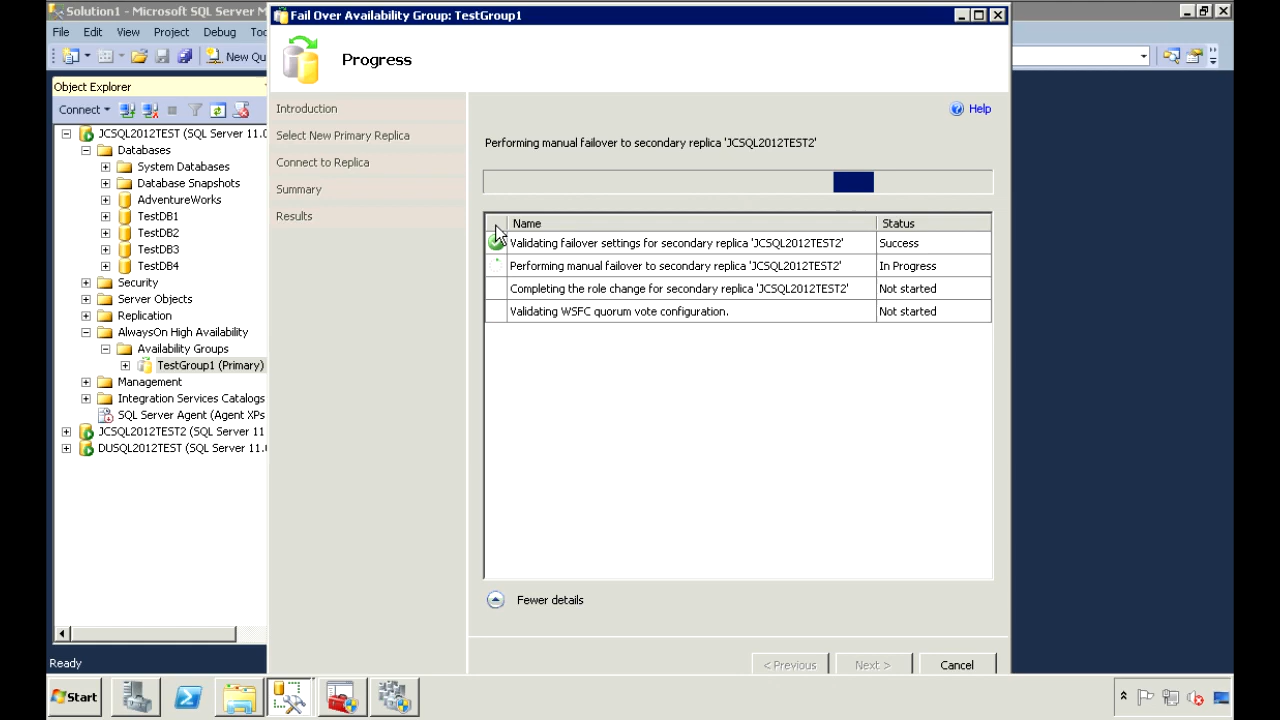 Solution1 - Microsoft SQL Server M
Fail Over Availability Group: TestGroup1
File Edit View Project Debug Too
New Qu
Progress
Object Explorer
Connect
JCSQL2012TEST (SQL Server 11.0
Databases
System Databases
Database Snapshots
AdventureWorks
TestDB1
TestDB2
TestDB3
TestDB4
Security
Server Objects
Replication
AlwaysOn High Availability
Availability Groups
TestGroup1 (Primary)
Management
Integration Services Catalogs
SQL Server Agent (Agent XPs
JCSQL2012TEST2 (SQL Server 11
DUSQL2012TEST (SQL Server 11.0
Introduction
Select New Primary Replica
Connect to Replica
Summary
Results
Help
Performing manual failover to secondary replica 'JCSQL2012TEST2'
Name Status
Validating failover settings for secondary replica 'JCSQL2012TEST2' Success
Performing manual failover to secondary replica 'JCSQL2012TEST2' In Progress
Completing the role change for secondary replica 'JCSQL2012TEST2' Not started
Validating WSFC quorum vote configuration. Not started
Fewer details
< Previous Next > Cancel
Ready
Start